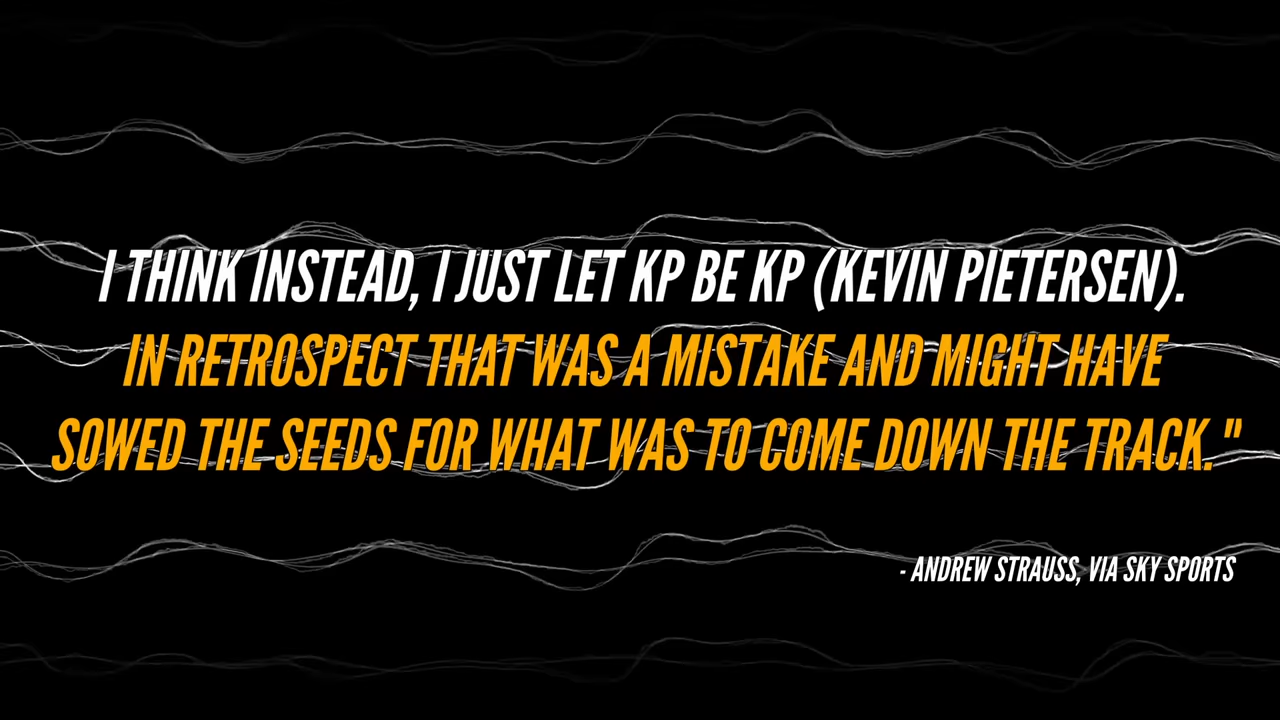 I THINK INSTEAD, I JUST LET KP BE KP (KEVIN PIETERSEN).
IN RETROSPECT THAT WAS A MISTAKE AND MIGHT HAVE
SOWED THE SEEDS FOR WHAT WAS TO COME DOWN THE TRACK."
- ANDREW STRAUSS, VIA SKY SPORTS